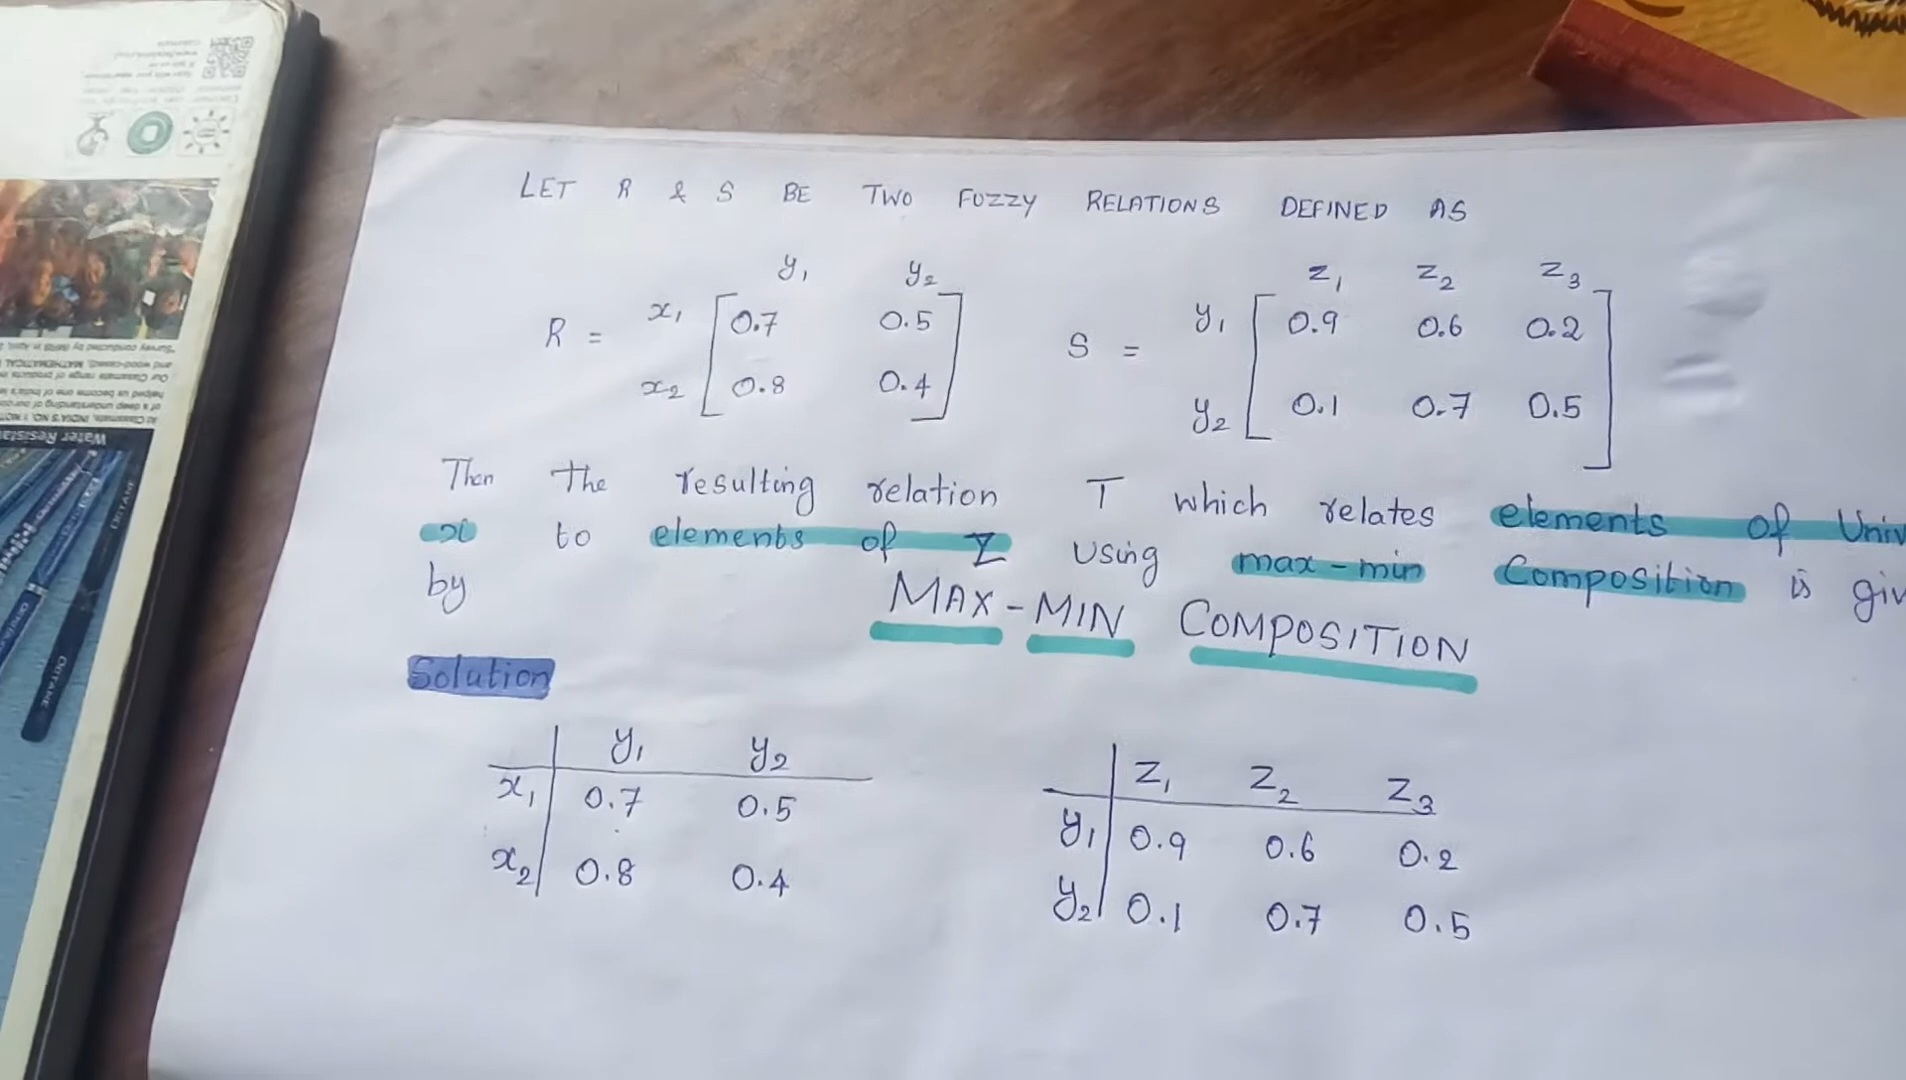 LET R & S BE TWO FUZZY RELATIONS DEFINED AS
y₁ y₂
R = x₁ [0.7 0.5]
x₂ [0.8 0.4]
z₁ z₂ z₃
S = y₁ [0.9 0.6 0.2]
y₂ [0.1 0.7 0.5]
Then the resulting relation T which relates elements of Univ
x to elements of Z using max-min Composition is giv
by
MAX-MIN COMPOSITION
Solution
y₁ y₂
x₁ 0.7 0.5
x₂ 0.8 0.4
z₁ z₂ z₃
y₁ 0.9 0.6 0.2
y₂ 0.1 0.7 0.5
Water Resista
OCTANE
OCTANE